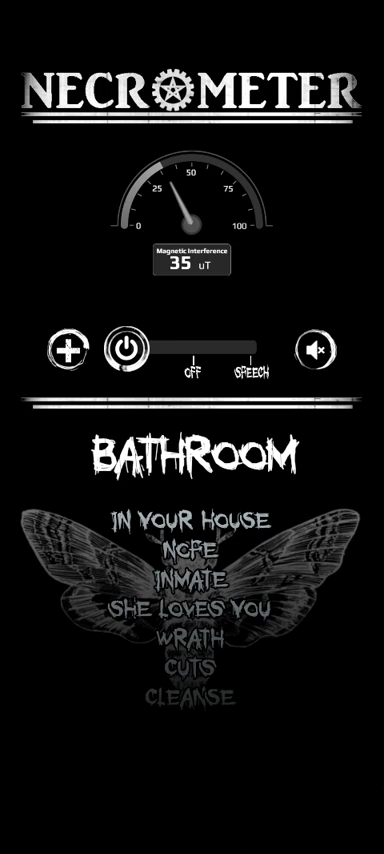 NECROMETER
50
25 75
0 100
Magnetic Interference
35 uT
OFF SPEECH
BATHROOM
IN YOUR HOUSE
NOPE
INMATE
SHE LOVES YOU
WRATH
CUTS
CLEANSE